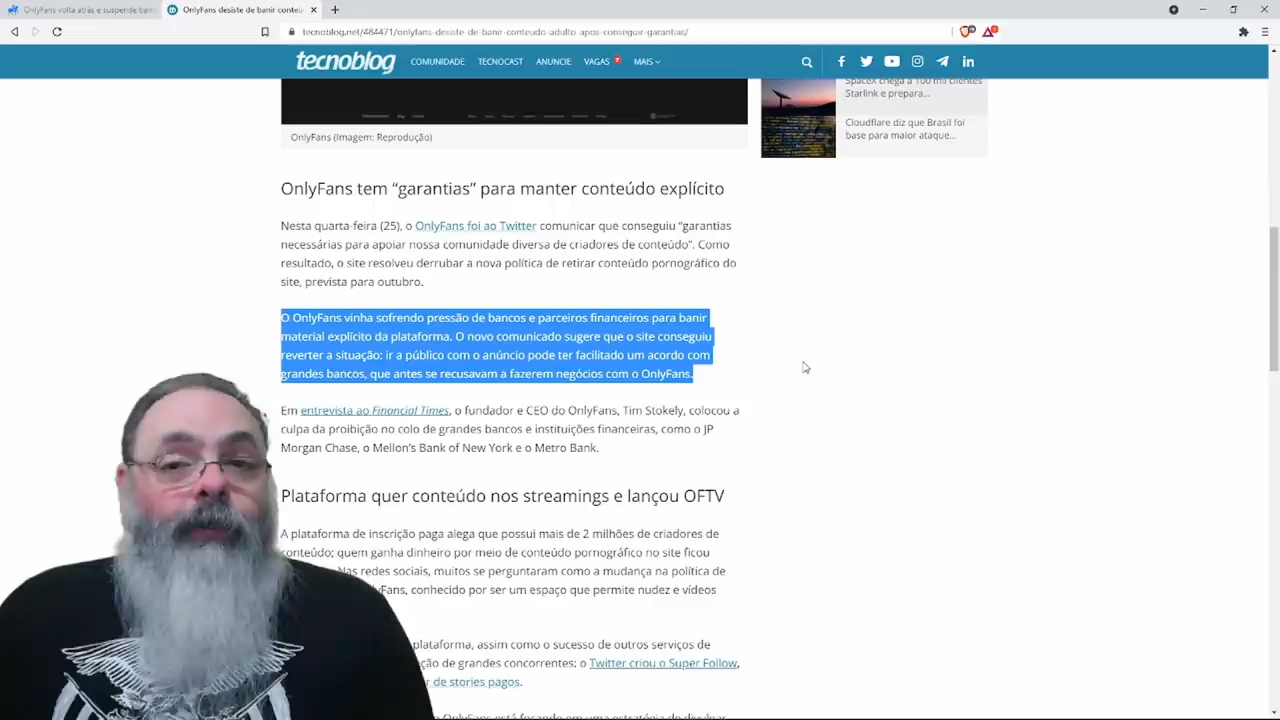 OnlyFans volta atrás e suspende bani
OnlyFans desiste de banir conteú
tecnoblog.net/484471/onlyfans-desiste-de-banir-conteudo-adulto-apos-conseguir-garantias/
tecnoblog COMUNIDADE TECNOCAST ANUNCIE VAGAS 7 MAIS
SpaceX chega a 100 mil clientes
Starlink e prepara...
Cloudflare diz que Brasil foi
base para maior ataque...
OnlyFans (Imagem: Reprodução)
OnlyFans tem “garantias” para manter conteúdo explícito
Nesta quarta-feira (25), o OnlyFans foi ao Twitter comunicar que conseguiu “garantias
necessárias para apoiar nossa comunidade diversa de criadores de conteúdo”. Como
resultado, o site resolveu derrubar a nova política de retirar conteúdo pornográfico do
site, prevista para outubro.
O OnlyFans vinha sofrendo pressão de bancos e parceiros financeiros para banir
material explícito da plataforma. O novo comunicado sugere que o site conseguiu
reverter a situação: ir a público com o anúncio pode ter facilitado um acordo com
grandes bancos, que antes se recusavam a fazerem negócios com o OnlyFans.
Em entrevista ao Financial Times, o fundador e CEO do OnlyFans, Tim Stokely, colocou a
culpa da proibição no colo de grandes bancos e instituições financeiras, como o JP
Morgan Chase, o Mellon’s Bank of New York e o Metro Bank.
Plataforma quer conteúdo nos streamings e lançou OFTV
A plataforma de inscrição paga alega que possui mais de 2 milhões de criadores de
conteúdo; quem ganha dinheiro por meio de conteúdo pornográfico no site ficou
Nas redes sociais, muitos se perguntaram como a mudança na política de
Fans, conhecido por ser um espaço que permite nudez e vídeos
plataforma, assim como o sucesso de outros serviços de
ção de grandes concorrentes: o Twitter criou o Super Follow,
r de stories pagos.
OnlyFans está focando em uma estratégia de divulgar